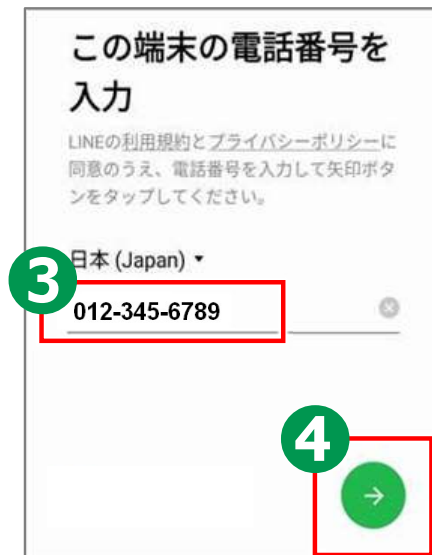 この端末の電話番号を
入力
LINEの利用規約とプライバシーポリシーに
同意のうえ、電話番号を入力して矢印ボタ
ンをタップしてください。
日本 (Japan)
3
012-345-6789
4